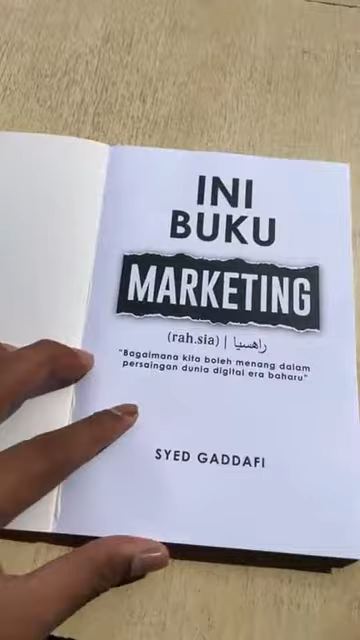 INI
BUKU
MARKETING
(rah.sia) | راهسيا
"Bagaimana kita boleh menang dalam
persaingan dunia digital era baharu"
SYED GADDAFI